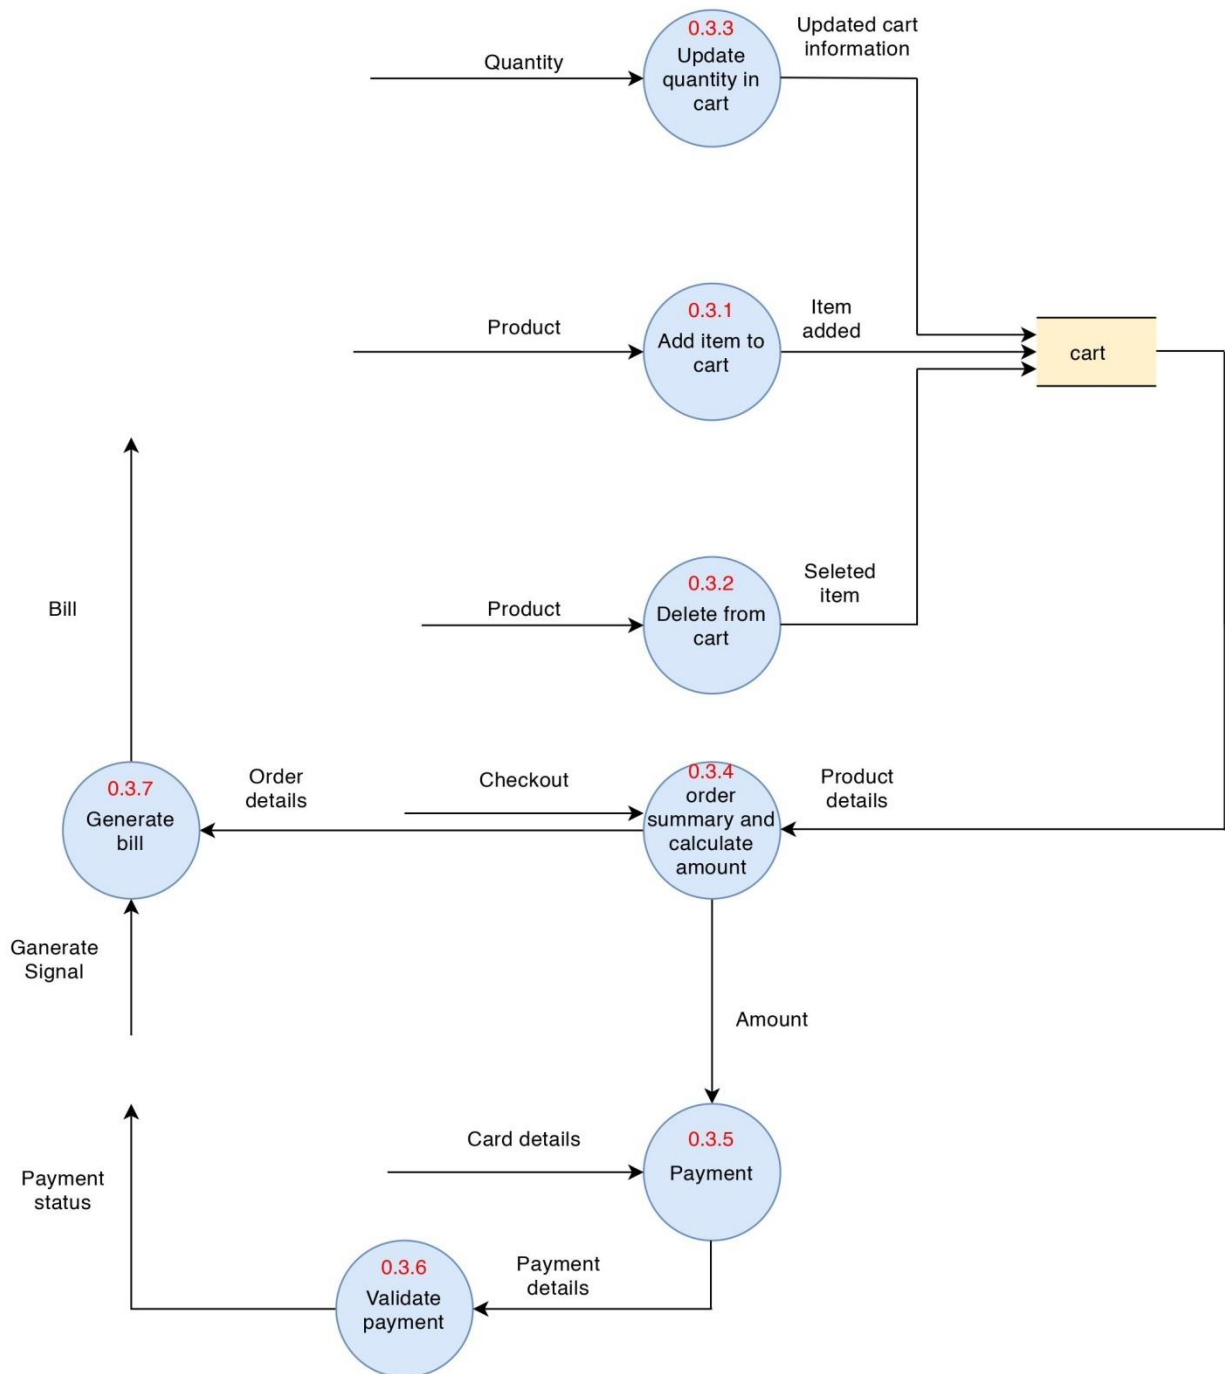 0.3.3
Update
quantity in
cart
Quantity
Updated cart
information
0.3.1
Add item to
cart
Product
Item
added
cart
0.3.2
Delete from
cart
Product
Seleted
item
Bill
0.3.7
Generate
bill
Order
details
Checkout
0.3.4
order
summary and
calculate
amount
Product
details
Ganerate
Signal
Amount
Card details
0.3.5
Payment
Payment
status
0.3.6
Validate
payment
Payment
details